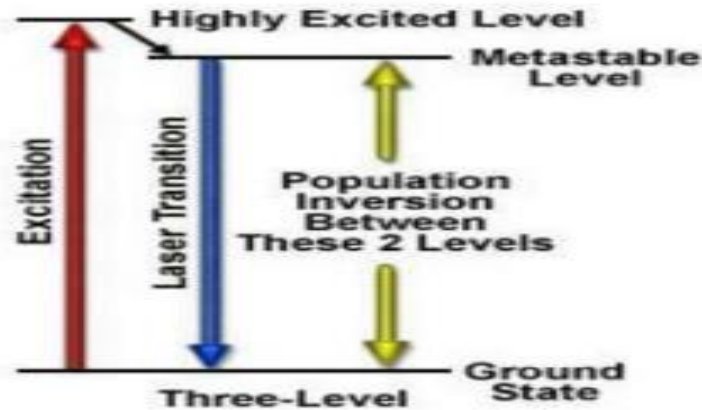 Highly Excited Level
Metastable
Level
Excitation
Laser Transition
Population
Inversion
Between
These 2 Levels
Ground
State
Three-Level